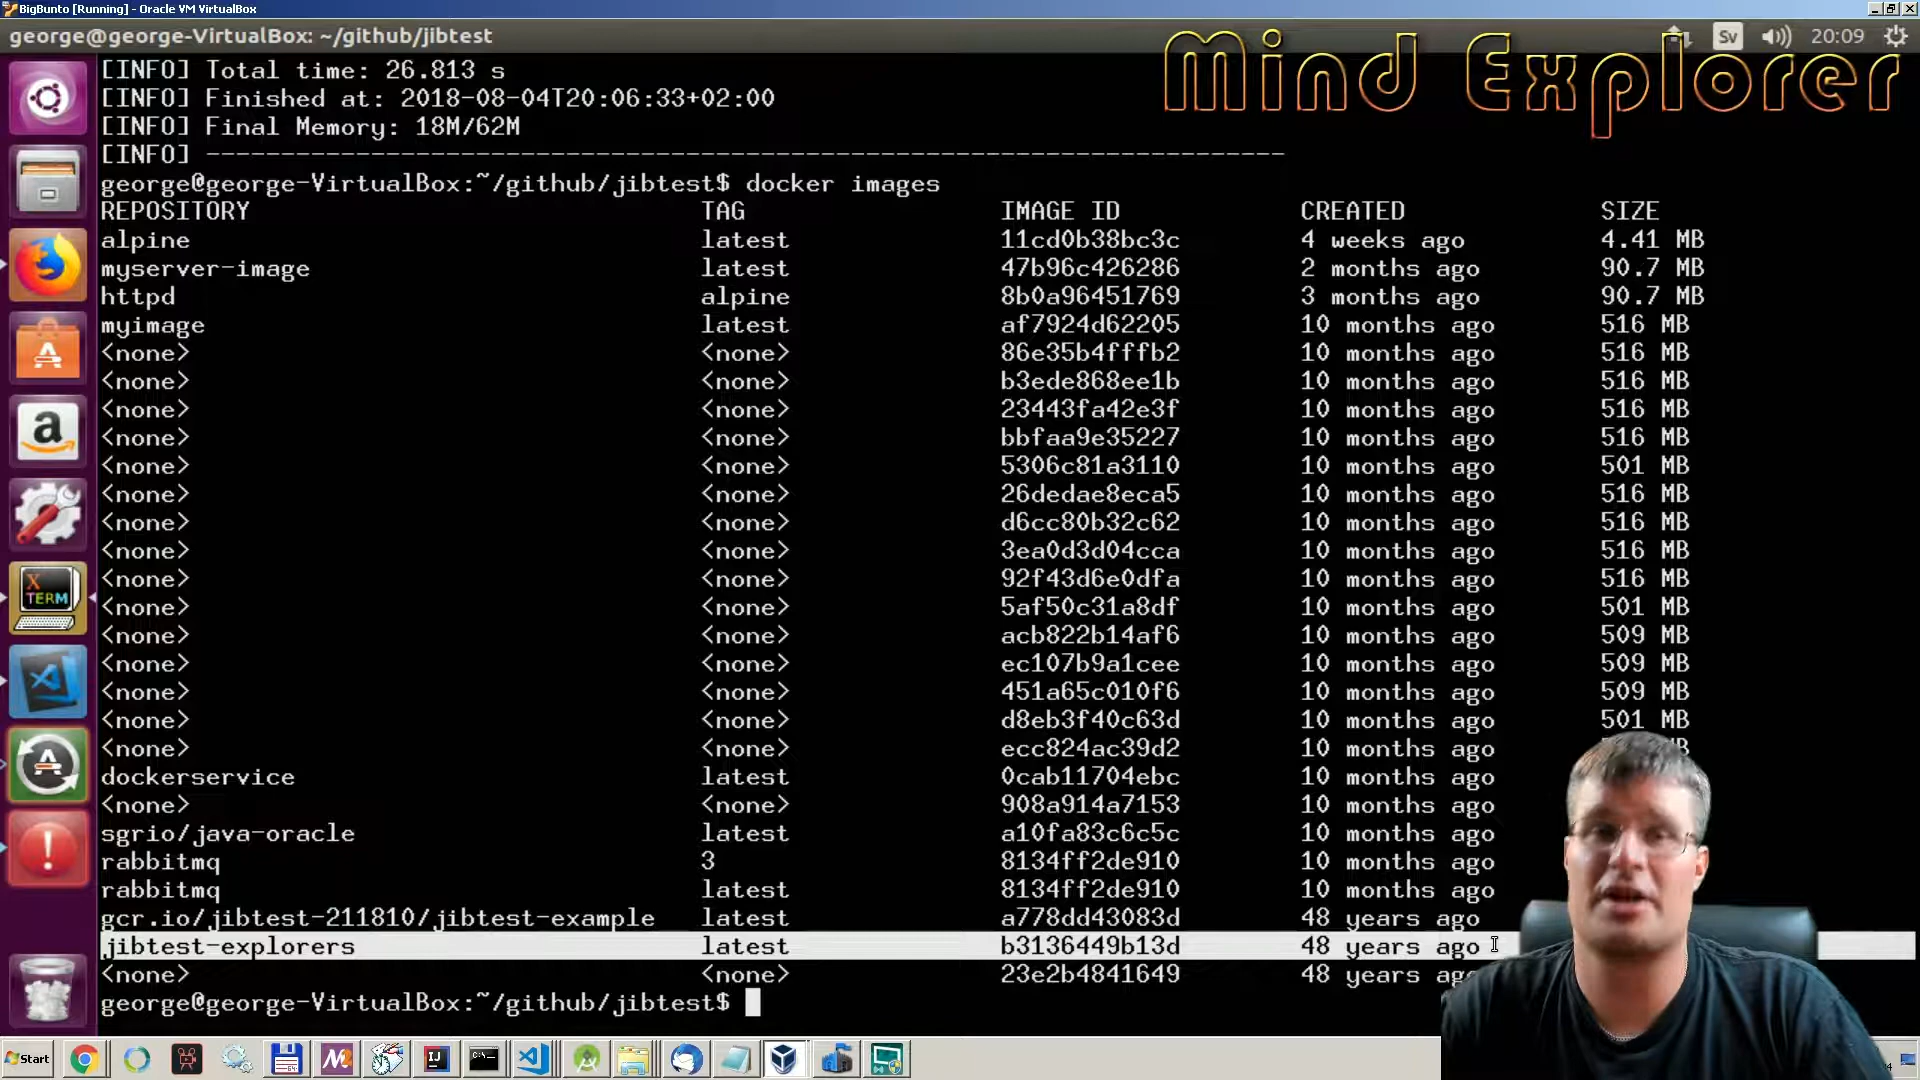 BigBunto [Running] - Oracle VM VirtualBox
george@george-VirtualBox: ~/github/jibtest
Sv
20:09
Mind Explorer
[INFO] Total time: 26.813 s
[INFO] Finished at: 2018-08-04T20:06:33+02:00
[INFO] Final Memory: 18M/62M
[INFO] ------------------------------------------------------------------------
george@george-VirtualBox:~/github/jibtest$ docker images
REPOSITORY TAG IMAGE ID CREATED SIZE
alpine latest 11cd0b38bc3c 4 weeks ago 4.41 MB
myserver-image latest 47b96c426286 2 months ago 90.7 MB
httpd alpine 8b0a96451769 3 months ago 90.7 MB
myimage latest af7924d62205 10 months ago 516 MB
<none> <none> 86e35b4fffb2 10 months ago 516 MB
<none> <none> b3ede868ee1b 10 months ago 516 MB
<none> <none> 23443fa42e3f 10 months ago 516 MB
<none> <none> bbfaa9e35227 10 months ago 516 MB
<none> <none> 5306c81a3110 10 months ago 501 MB
<none> <none> 26dedae8eca5 10 months ago 516 MB
<none> <none> d6cc80b32c62 10 months ago 516 MB
<none> <none> 3ea0d3d04cca 10 months ago 516 MB
<none> <none> 92f43d6e0dfa 10 months ago 516 MB
<none> <none> 5af50c31a8df 10 months ago 501 MB
<none> <none> acb822b14af6 10 months ago 509 MB
<none> <none> ec107b9a1cee 10 months ago 509 MB
<none> <none> 451a65c010f6 10 months ago 509 MB
<none> <none> d8eb3f40c63d 10 months ago 501 MB
<none> <none> ecc824ac39d2 10 months ago
dockerservice latest 0cab11704ebc 10 months ago
<none> <none> 908a914a7153 10 months ago
sgrio/java-oracle latest a10fa83c6c5c 10 months ago
rabbitmq 3 8134ff2de910 10 months ago
rabbitmq latest 8134ff2de910 10 months ago
gcr.io/jibtest-211810/jibtest-example latest a778dd43083d 48 years ago
jibtest-explorers latest b3136449b13d 48 years ago
<none> <none> 23e2b4841649 48 years ago
george@george-VirtualBox:~/github/jibtest$
X TERM
Start